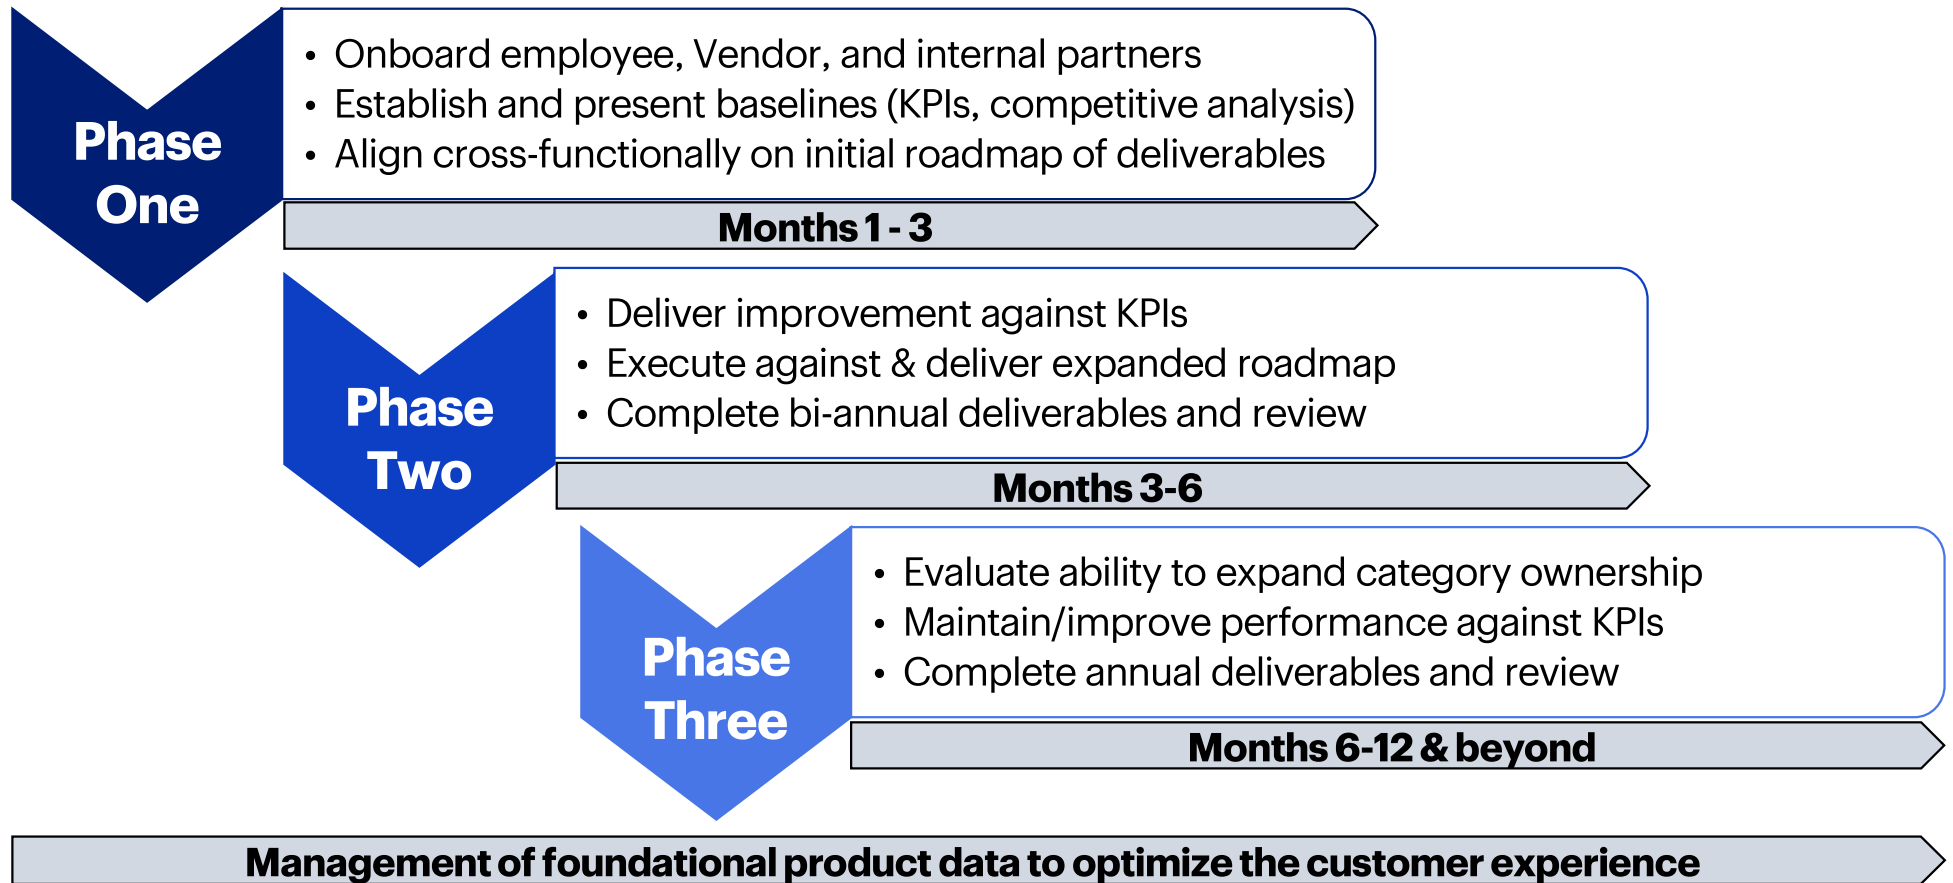 Phase
One
• Onboard employee, Vendor, and internal partners
• Establish and present baselines (KPIs, competitive analysis)
• Align cross-functionally on initial roadmap of deliverables
Months 1 - 3
Phase
Two
• Deliver improvement against KPIs
• Execute against & deliver expanded roadmap
• Complete bi-annual deliverables and review
Months 3-6
Phase
Three
• Evaluate ability to expand category ownership
• Maintain/improve performance against KPIs
• Complete annual deliverables and review
Months 6-12 & beyond
Management of foundational product data to optimize the customer experience